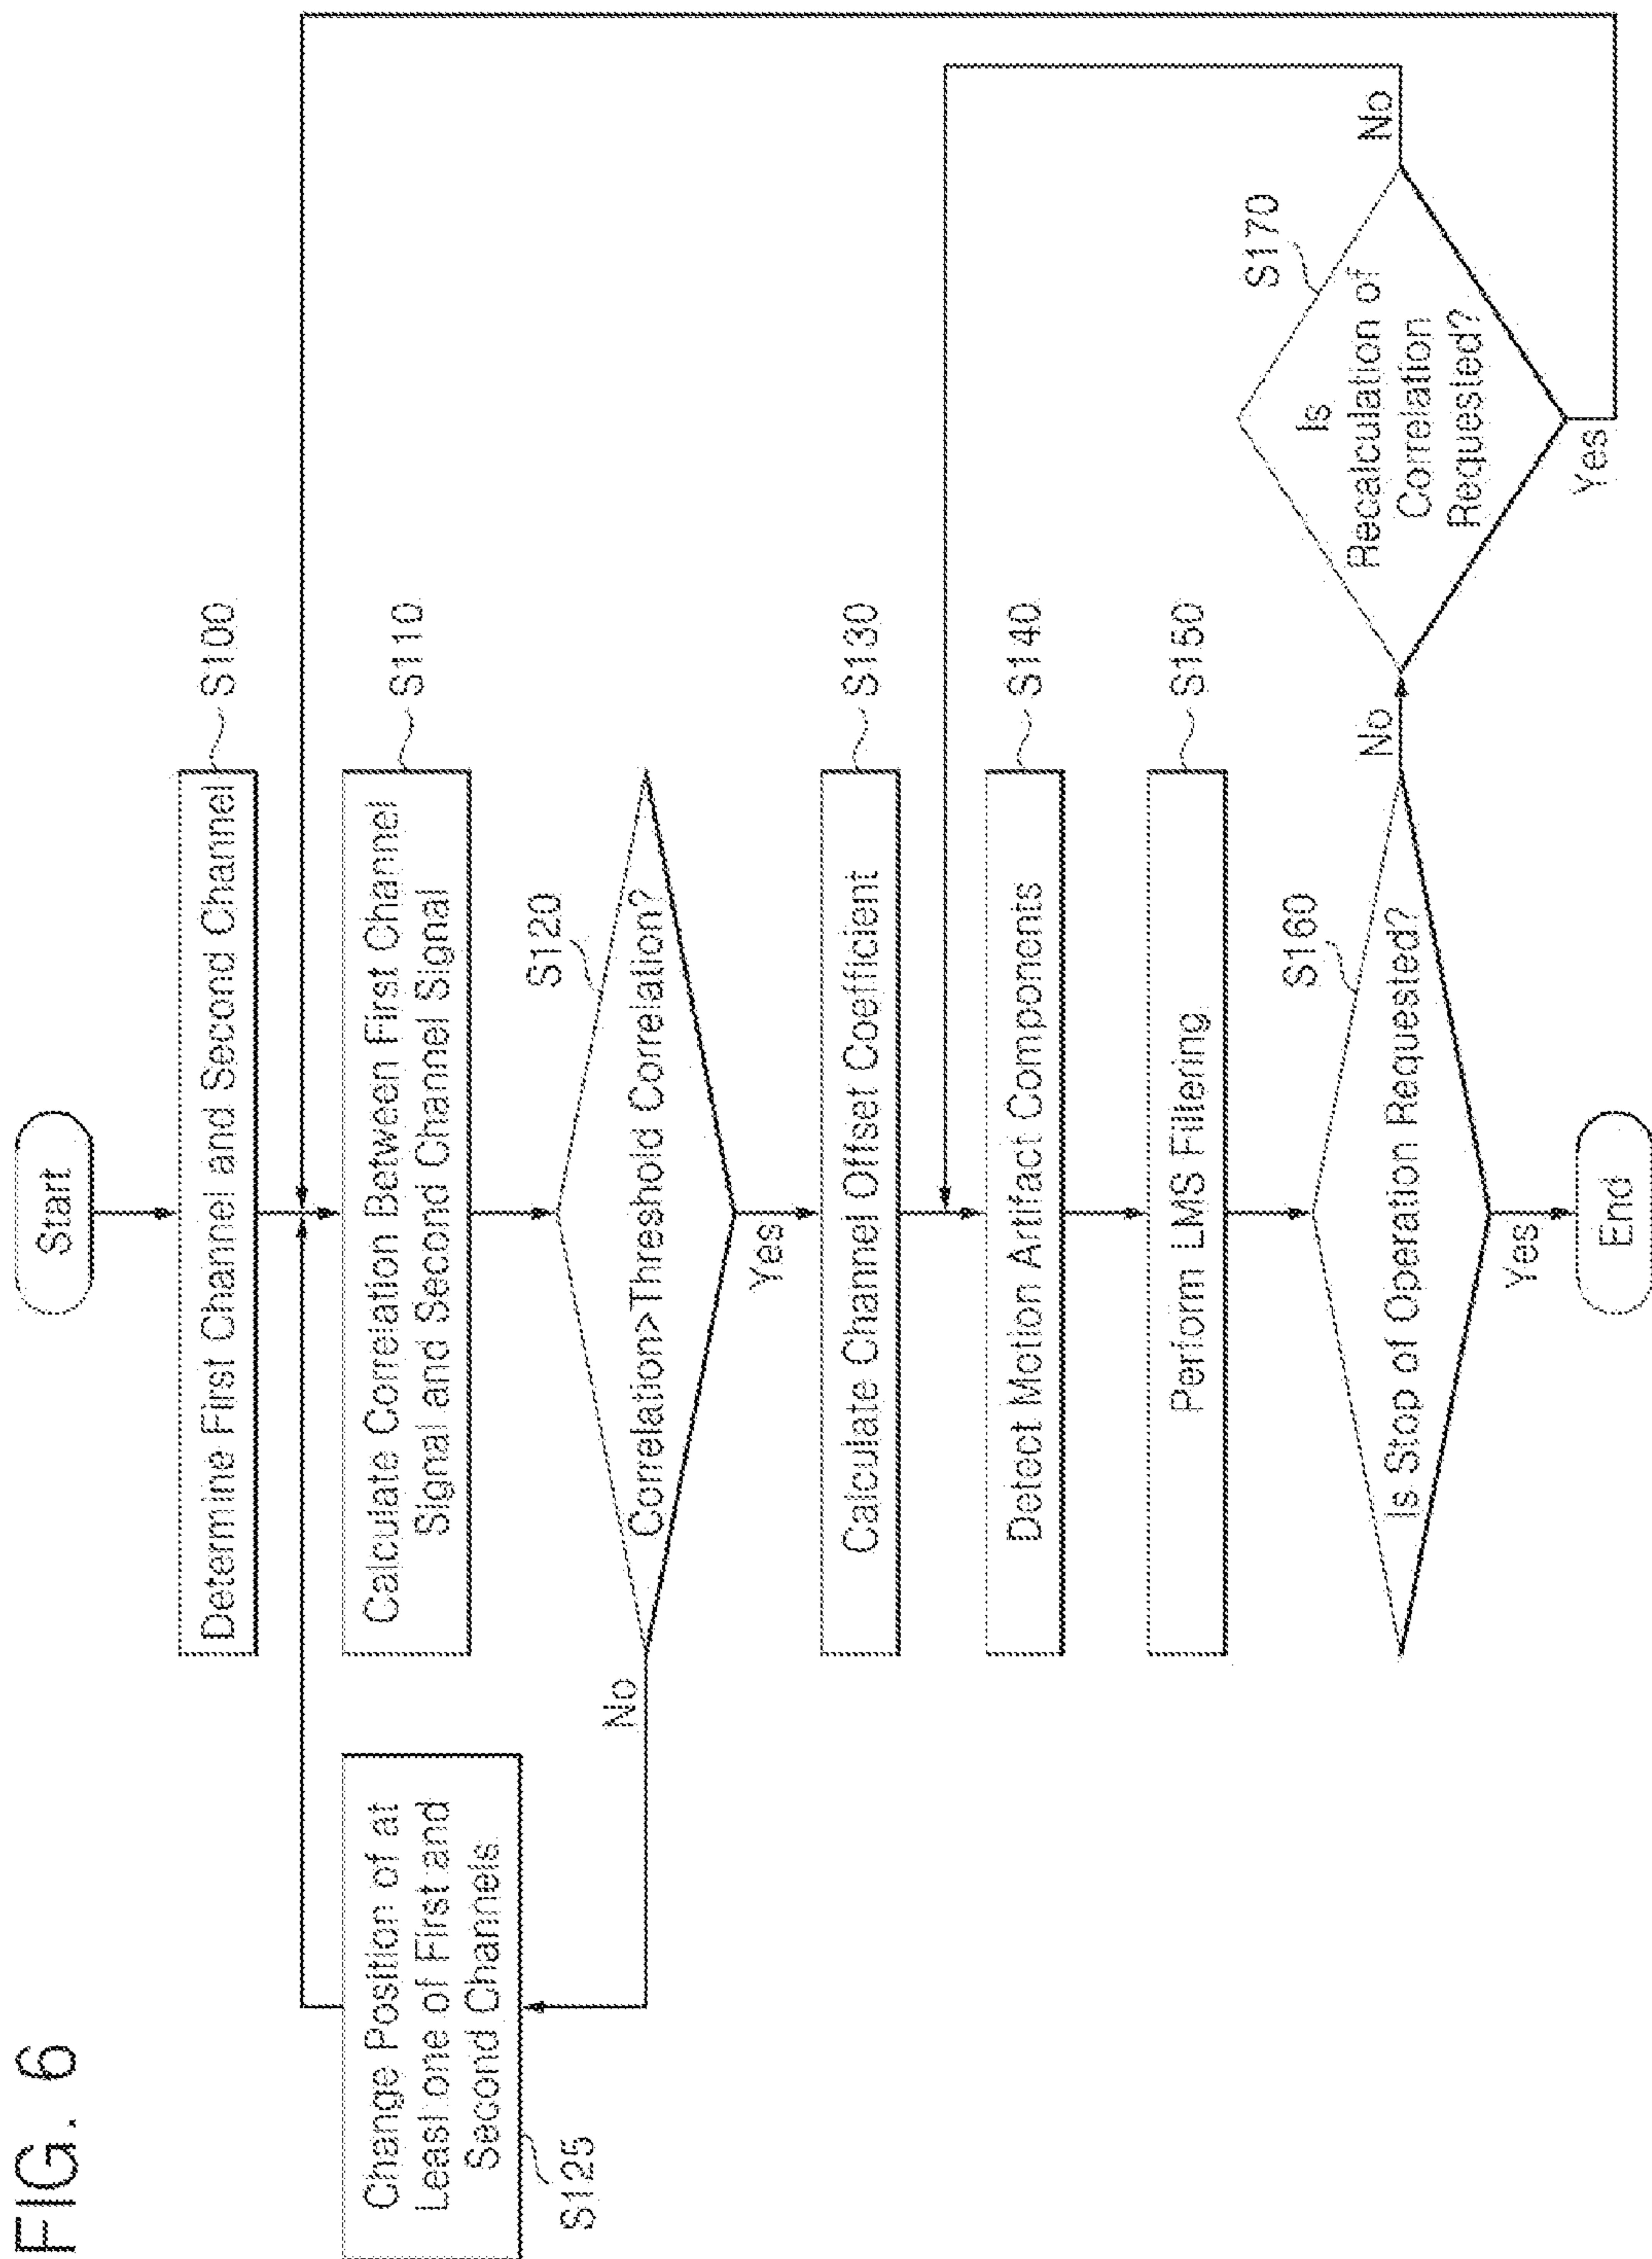 FIG. 6
Start
Determine First Channel and Second Channel
S100
Calculate Correlation Between First Channel
Signal and Second Channel Signal
S110
Change Position of at
Least one of First and
Second Channels
S125
S120
Correlation>Threshold Correlation?
No
Yes
Calculate Channel Offset Coefficient
S130
Detect Motion Artifact Components
S140
Perform LMS Filtering
S150
S160
Is Stop of Operation Requested?
No
Yes
S170
Is
Recalculation of
Correlation
Requested?
No
Yes
End